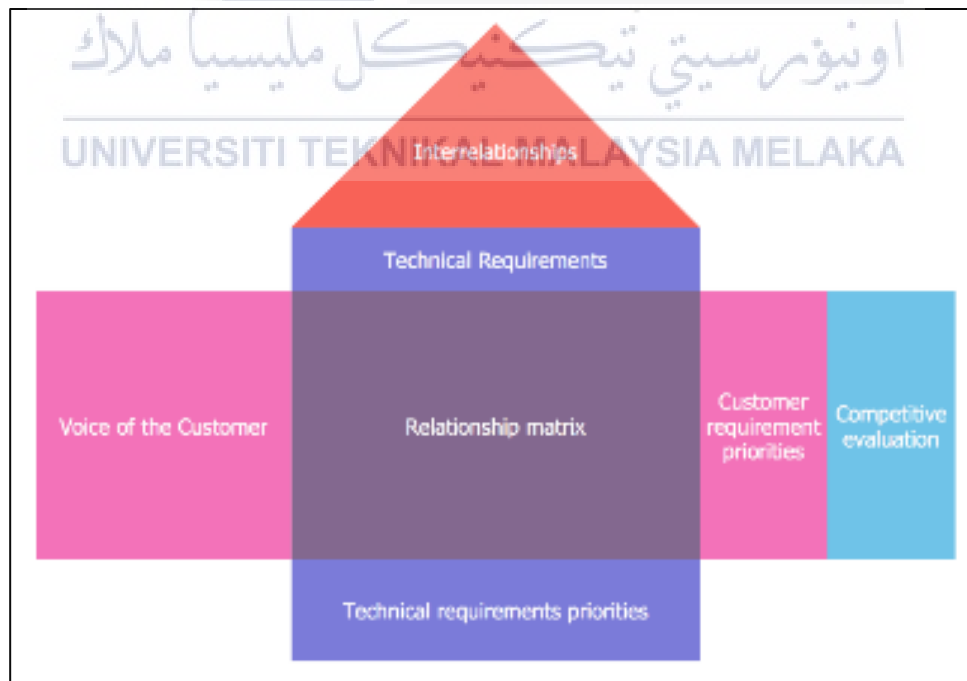 اونيۏرسيتي تيكنيكل مليسيا ملاك
UNIVERSITI TEKNIKAL MALAYSIA MELAKA
Interrelationships
Technical Requirements
Voice of the Customer
Relationship matrix
Customer
requirement
priorities
Competitive
evaluation
Technical requirements priorities